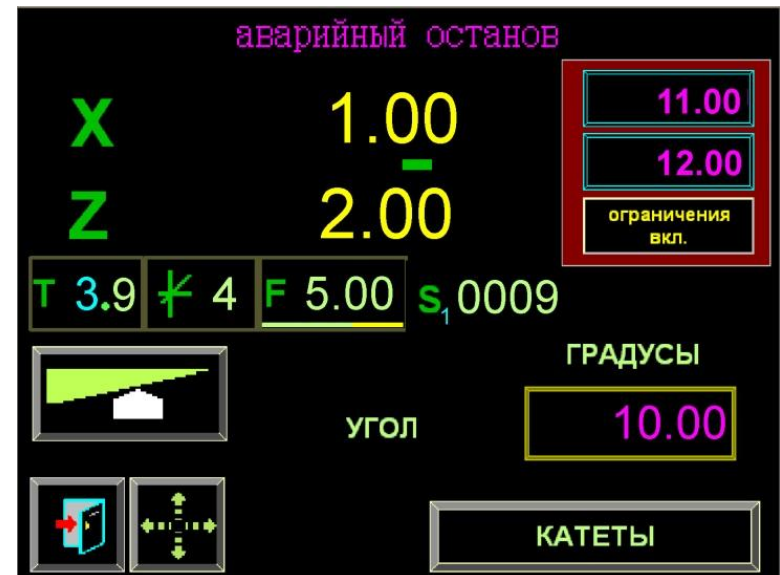 аварийный останов
X 1.00 11.00
12.00
Z 2.00 ограничения
вкл.
T 3.9 4 F 5.00 S1 0009
ГРАДУСЫ
УГОЛ 10.00
КАТЕТЫ